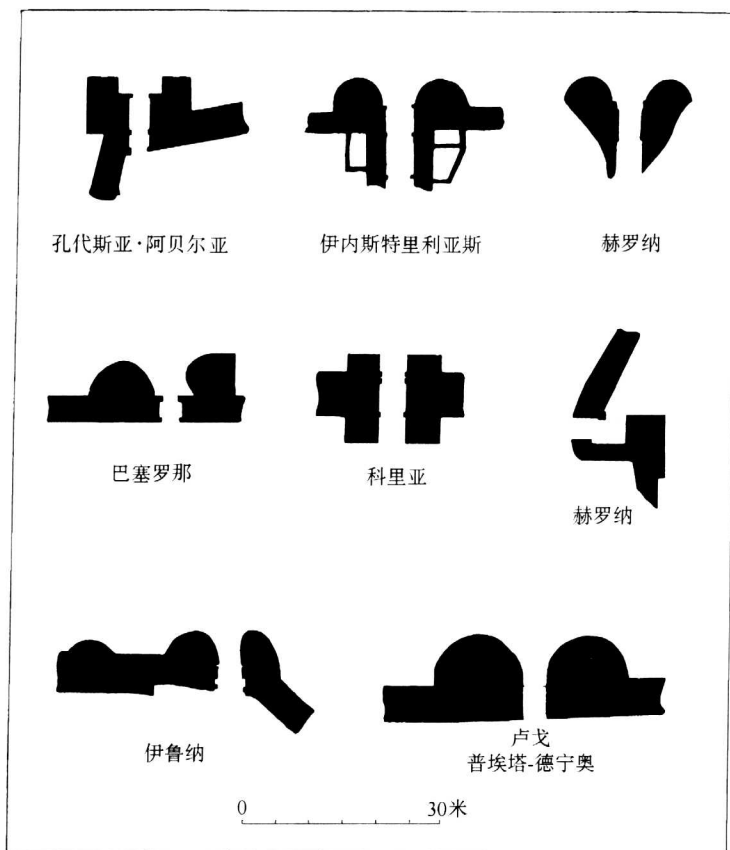 孔代斯亚·阿贝尔亚
伊内斯特里利亚斯
赫罗纳
巴塞罗那
科里亚
赫罗纳
伊鲁纳
卢戈
普埃塔-德宁奥
0 30米